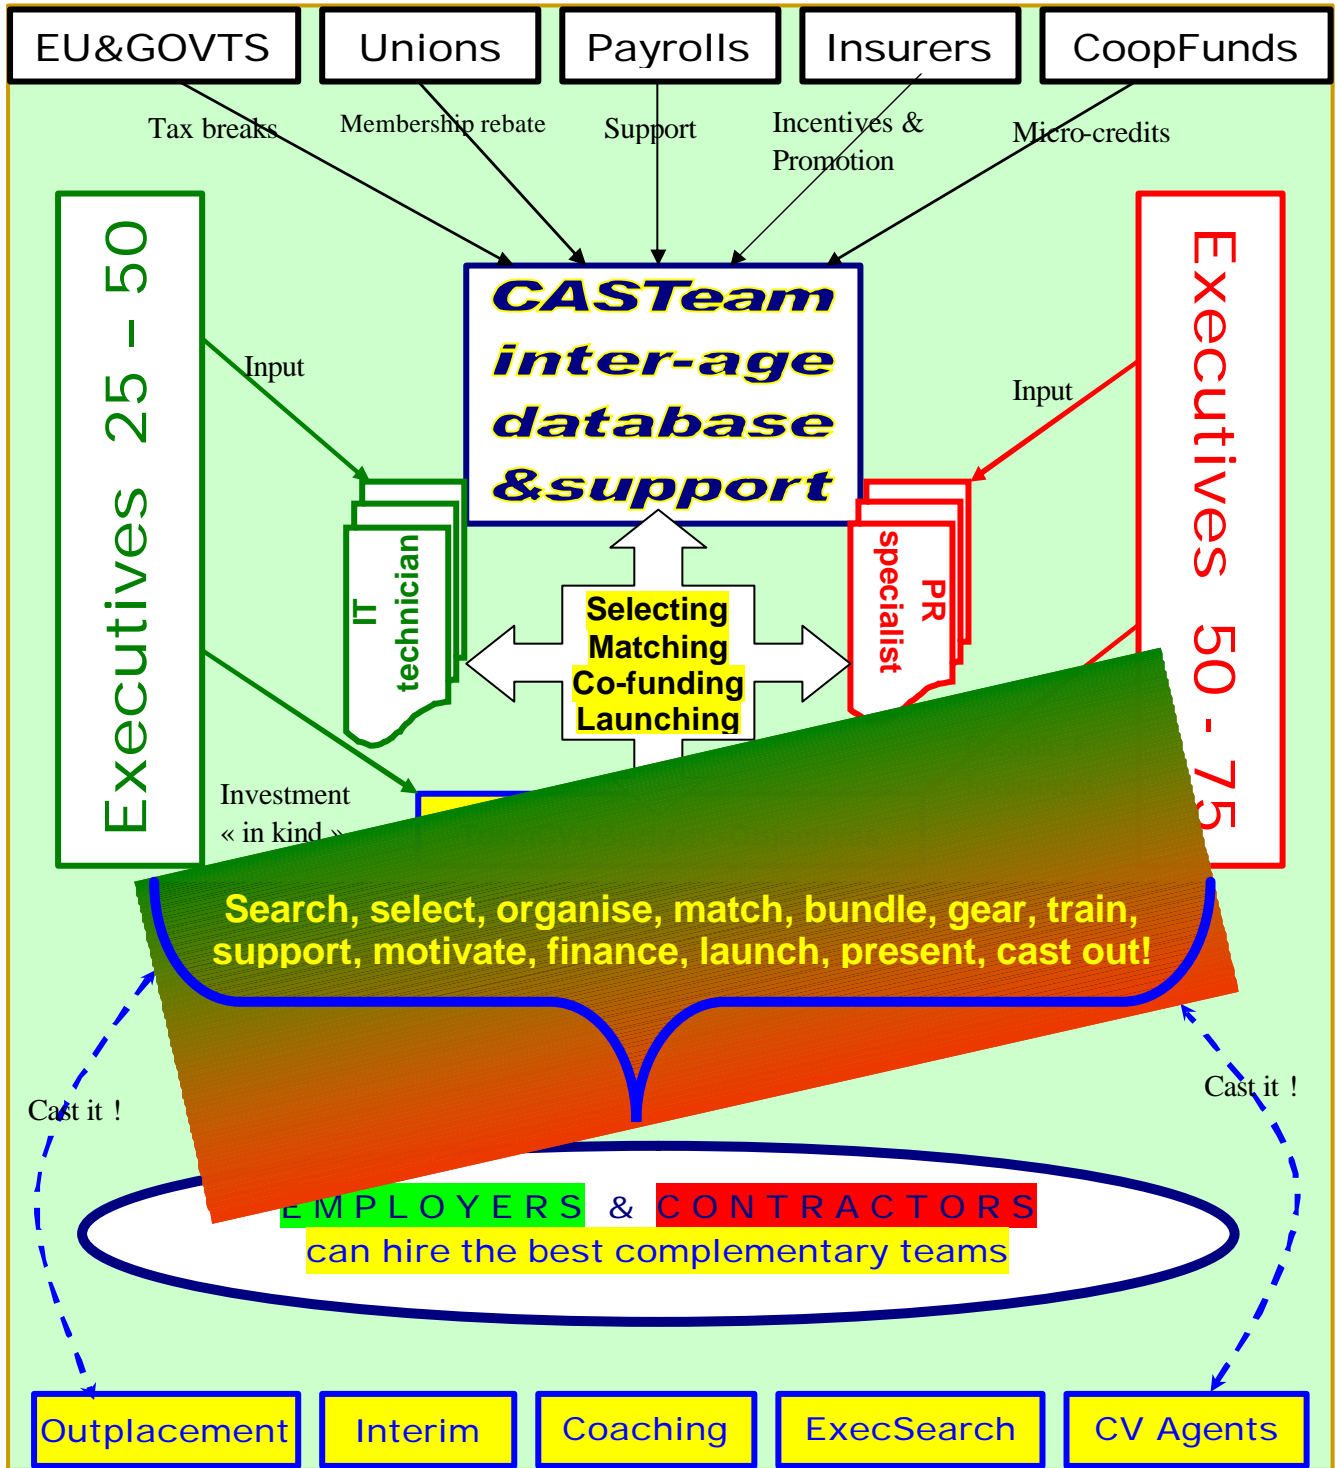 EU&GOVTS
Unions
Payrolls
Insurers
CoopFunds
Tax breaks
Membership rebate
Support
Incentives &
Promotion
Micro-credits
Executives 25 – 50
Executives 50 - 75
CASTeam
inter-age
database
&support
Input
Input
IT
technician
PR
specialist
Selecting
Matching
Co-funding
Launching
Investment
« in kind »
Search, select, organise, match, bundle, gear, train,
support, motivate, finance, launch, present, cast out!
Cast it !
Cast it !
EMPLOYERS & CONTRACTORS
can hire the best complementary teams
Outplacement
Interim
Coaching
ExecSearch
CV Agents